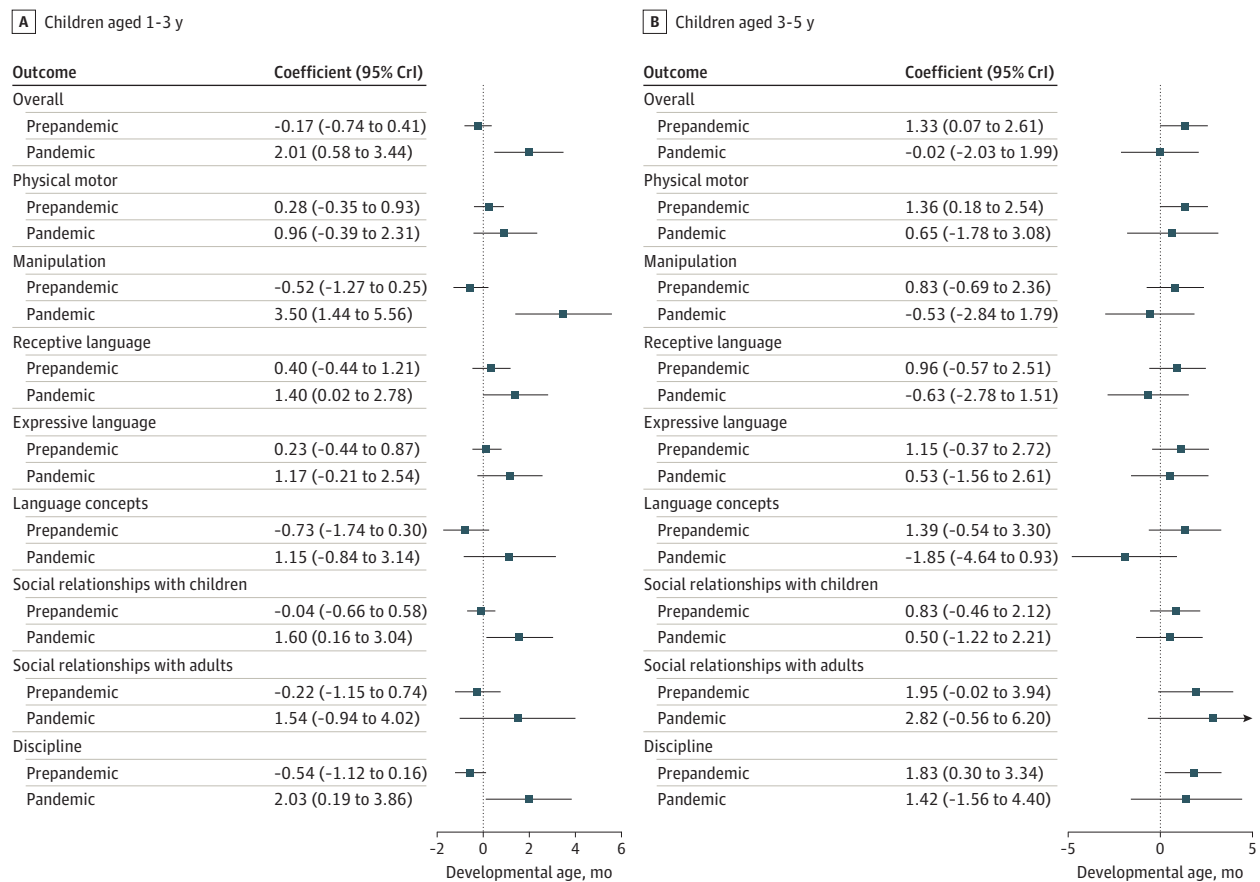 A Children aged 1-3 y
Outcome Coefficient (95% CrI)
Overall
Prepandemic -0.17 (-0.74 to 0.41)
Pandemic 2.01 (0.58 to 3.44)
Physical motor
Prepandemic 0.28 (-0.35 to 0.93)
Pandemic 0.96 (-0.39 to 2.31)
Manipulation
Prepandemic -0.52 (-1.27 to 0.25)
Pandemic 3.50 (1.44 to 5.56)
Receptive language
Prepandemic 0.40 (-0.44 to 1.21)
Pandemic 1.40 (0.02 to 2.78)
Expressive language
Prepandemic 0.23 (-0.44 to 0.87)
Pandemic 1.17 (-0.21 to 2.54)
Language concepts
Prepandemic -0.73 (-1.74 to 0.30)
Pandemic 1.15 (-0.84 to 3.14)
Social relationships with children
Prepandemic -0.04 (-0.66 to 0.58)
Pandemic 1.60 (0.16 to 3.04)
Social relationships with adults
Prepandemic -0.22 (-1.15 to 0.74)
Pandemic 1.54 (-0.94 to 4.02)
Discipline
Prepandemic -0.54 (-1.12 to 0.16)
Pandemic 2.03 (0.19 to 3.86)
-2 0 2 4 6
Developmental age, mo
B Children aged 3-5 y
Outcome Coefficient (95% CrI)
Overall
Prepandemic 1.33 (0.07 to 2.61)
Pandemic -0.02 (-2.03 to 1.99)
Physical motor
Prepandemic 1.36 (0.18 to 2.54)
Pandemic 0.65 (-1.78 to 3.08)
Manipulation
Prepandemic 0.83 (-0.69 to 2.36)
Pandemic -0.53 (-2.84 to 1.79)
Receptive language
Prepandemic 0.96 (-0.57 to 2.51)
Pandemic -0.63 (-2.78 to 1.51)
Expressive language
Prepandemic 1.15 (-0.37 to 2.72)
Pandemic 0.53 (-1.56 to 2.61)
Language concepts
Prepandemic 1.39 (-0.54 to 3.30)
Pandemic -1.85 (-4.64 to 0.93)
Social relationships with children
Prepandemic 0.83 (-0.46 to 2.12)
Pandemic 0.50 (-1.22 to 2.21)
Social relationships with adults
Prepandemic 1.95 (-0.02 to 3.94)
Pandemic 2.82 (-0.56 to 6.20)
Discipline
Prepandemic 1.83 (0.30 to 3.34)
Pandemic 1.42 (-1.56 to 4.40)
-5 0 5
Developmental age, mo